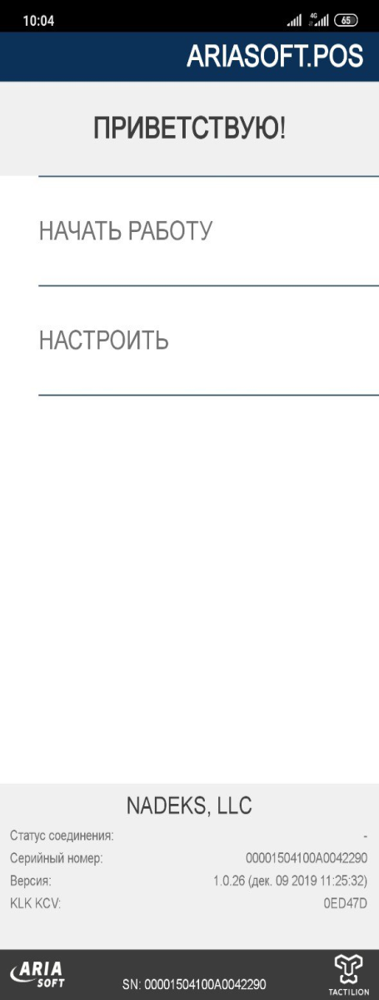 10:04
4G
65
ARIASOFT.POS
ПРИВЕТСТВУЮ!
НАЧАТЬ РАБОТУ
НАСТРОИТЬ
NADEKS, LLC
Статус соединения: -
Серийный номер: 00001504100A0042290
Версия: 1.0.26 (дек. 09 2019 11:25:32)
KLK KCV: 0ED47D
ARIA
SOFT
SN: 00001504100A0042290
TACTILION